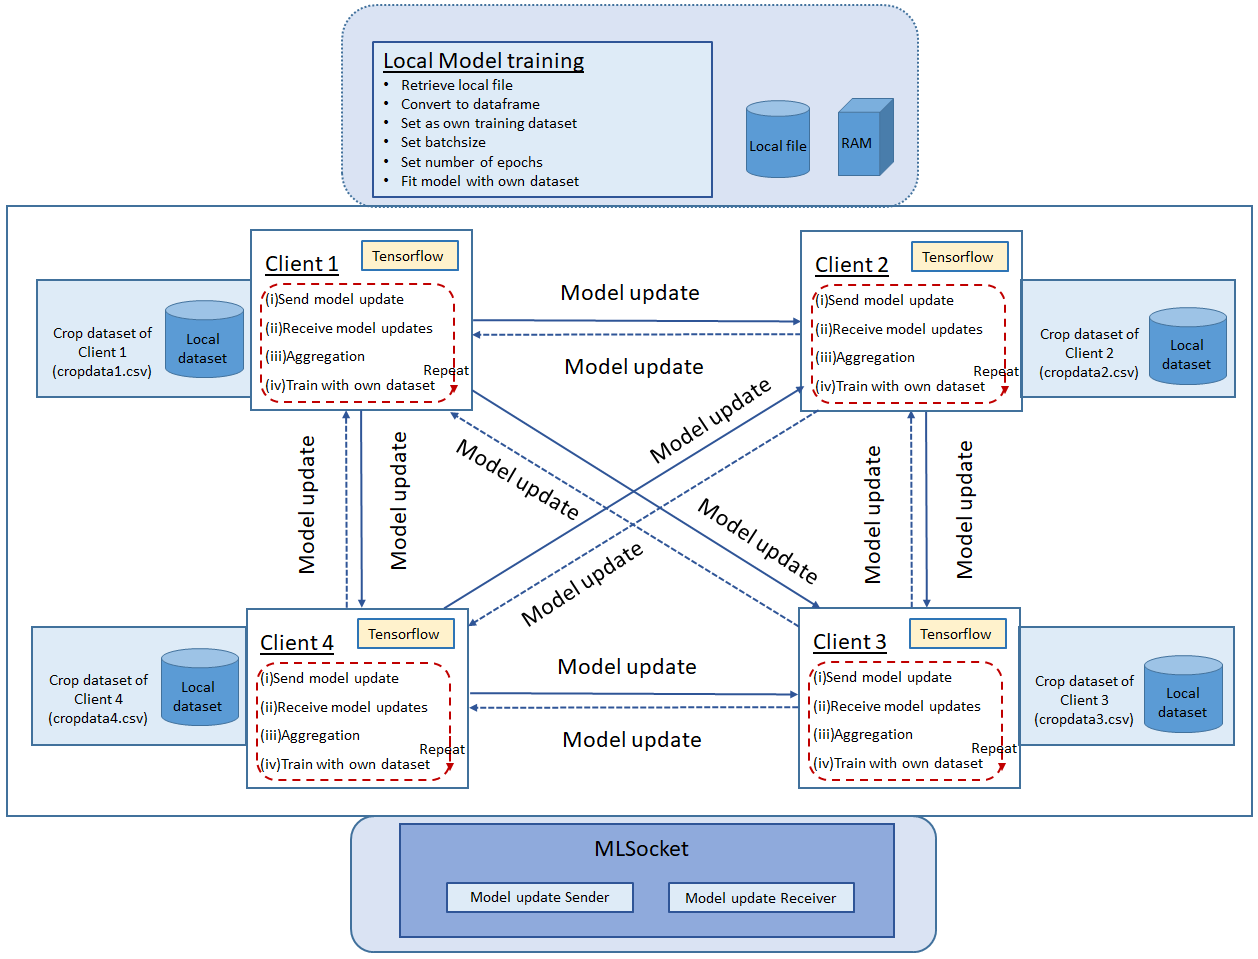 Local Model training
• Retrieve local file
• Convert to dataframe
• Set as own training dataset
• Set batchsize
• Set number of epochs
• Fit model with own dataset
Local file
RAM
Client 1
Tensorflow
(i)Send model update
(ii)Receive model updates
(iii)Aggregation
Repeat
(iv)Train with own dataset
Crop dataset of
Client 1
(cropdata1.csv)
Local
dataset
Model update
Model update
Client 2
Tensorflow
(i)Send model update
(ii)Receive model updates
(iii)Aggregation
Repeat
(iv)Train with own dataset
Crop dataset of
Client 2
(cropdata2.csv)
Local
dataset
Model update
Model update
Model update
Model update
Model update
Model update
Model update
Model update
Client 4
Tensorflow
(i)Send model update
(ii)Receive model updates
(iii)Aggregation
Repeat
(iv)Train with own dataset
Crop dataset of
Client 4
(cropdata4.csv)
Local
dataset
Model update
Model update
Client 3
Tensorflow
(i)Send model update
(ii)Receive model updates
(iii)Aggregation
Repeat
(iv)Train with own dataset
Crop dataset of
Client 3
(cropdata3.csv)
Local
dataset
MLSocket
Model update Sender
Model update Receiver